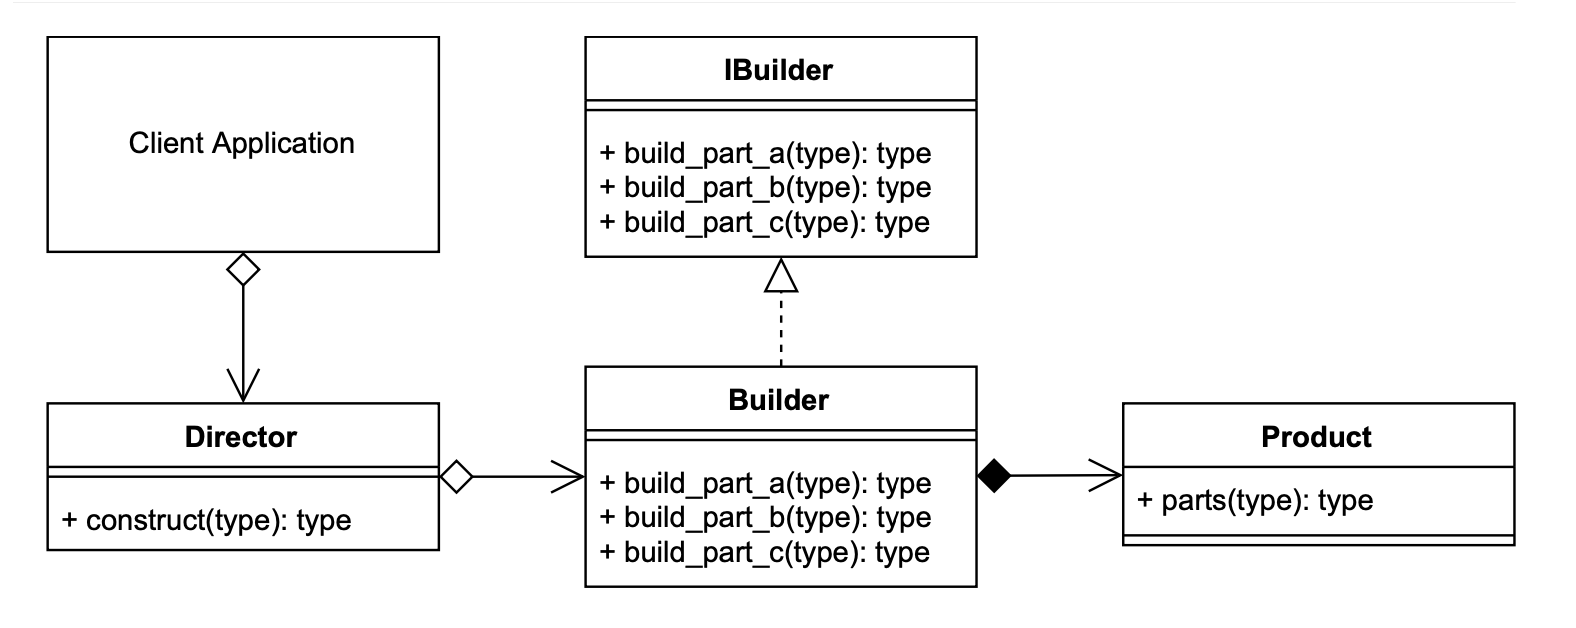 Client Application
IBuilder
+ build_part_a(type): type
+ build_part_b(type): type
+ build_part_c(type): type
Director
+ construct(type): type
Builder
+ build_part_a(type): type
+ build_part_b(type): type
+ build_part_c(type): type
Product
+ parts(type): type